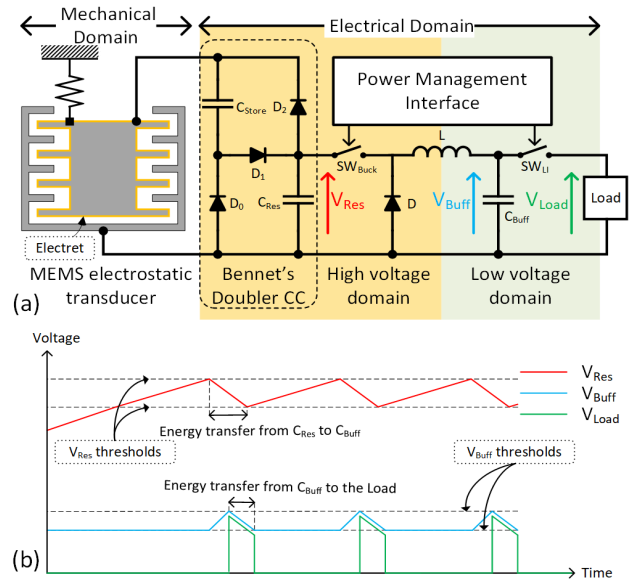 Mechanical
Domain
Electrical Domain
Power Management
Interface
C_Store
D_2
D_1
D_0
C_Res
V_Res
SW_Buck
D
L
V_Buff
C_Buff
SW_LI
V_Load
Load
Electret
MEMS electrostatic
transducer
Bennet's
Doubler CC
High voltage
domain
Low voltage
domain
(a)
Voltage
V_Res
V_Buff
V_Load
V_Res thresholds
Energy transfer from C_Res to C_Buff
V_Buff thresholds
Energy transfer from C_Buff to the Load
(b)
Time